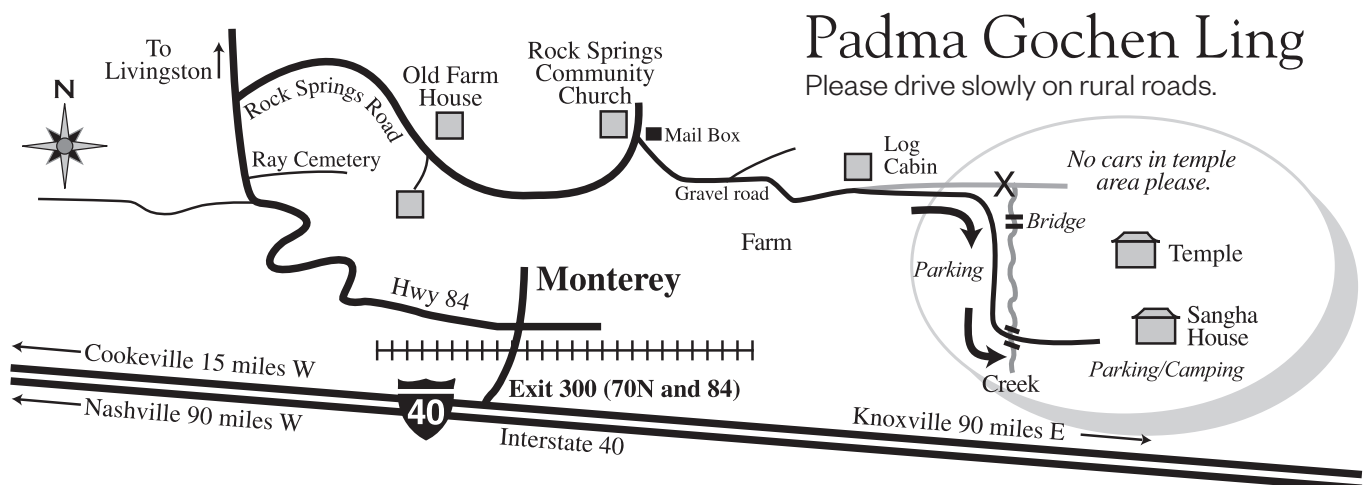 Padma Gochen Ling
Please drive slowly on rural roads.
To
Livingston
N
Rock Springs Road
Old Farm
House
Rock Springs
Community
Church
Mail Box
Ray Cemetery
Gravel road
Log
Cabin
No cars in temple
area please.
X
Bridge
Farm
Parking
Temple
Monterey
Hwy 84
Sangha
House
Parking/Camping
Creek
Cookeville 15 miles W
Exit 300 (70N and 84)
Nashville 90 miles W
40
Interstate 40
Knoxville 90 miles E